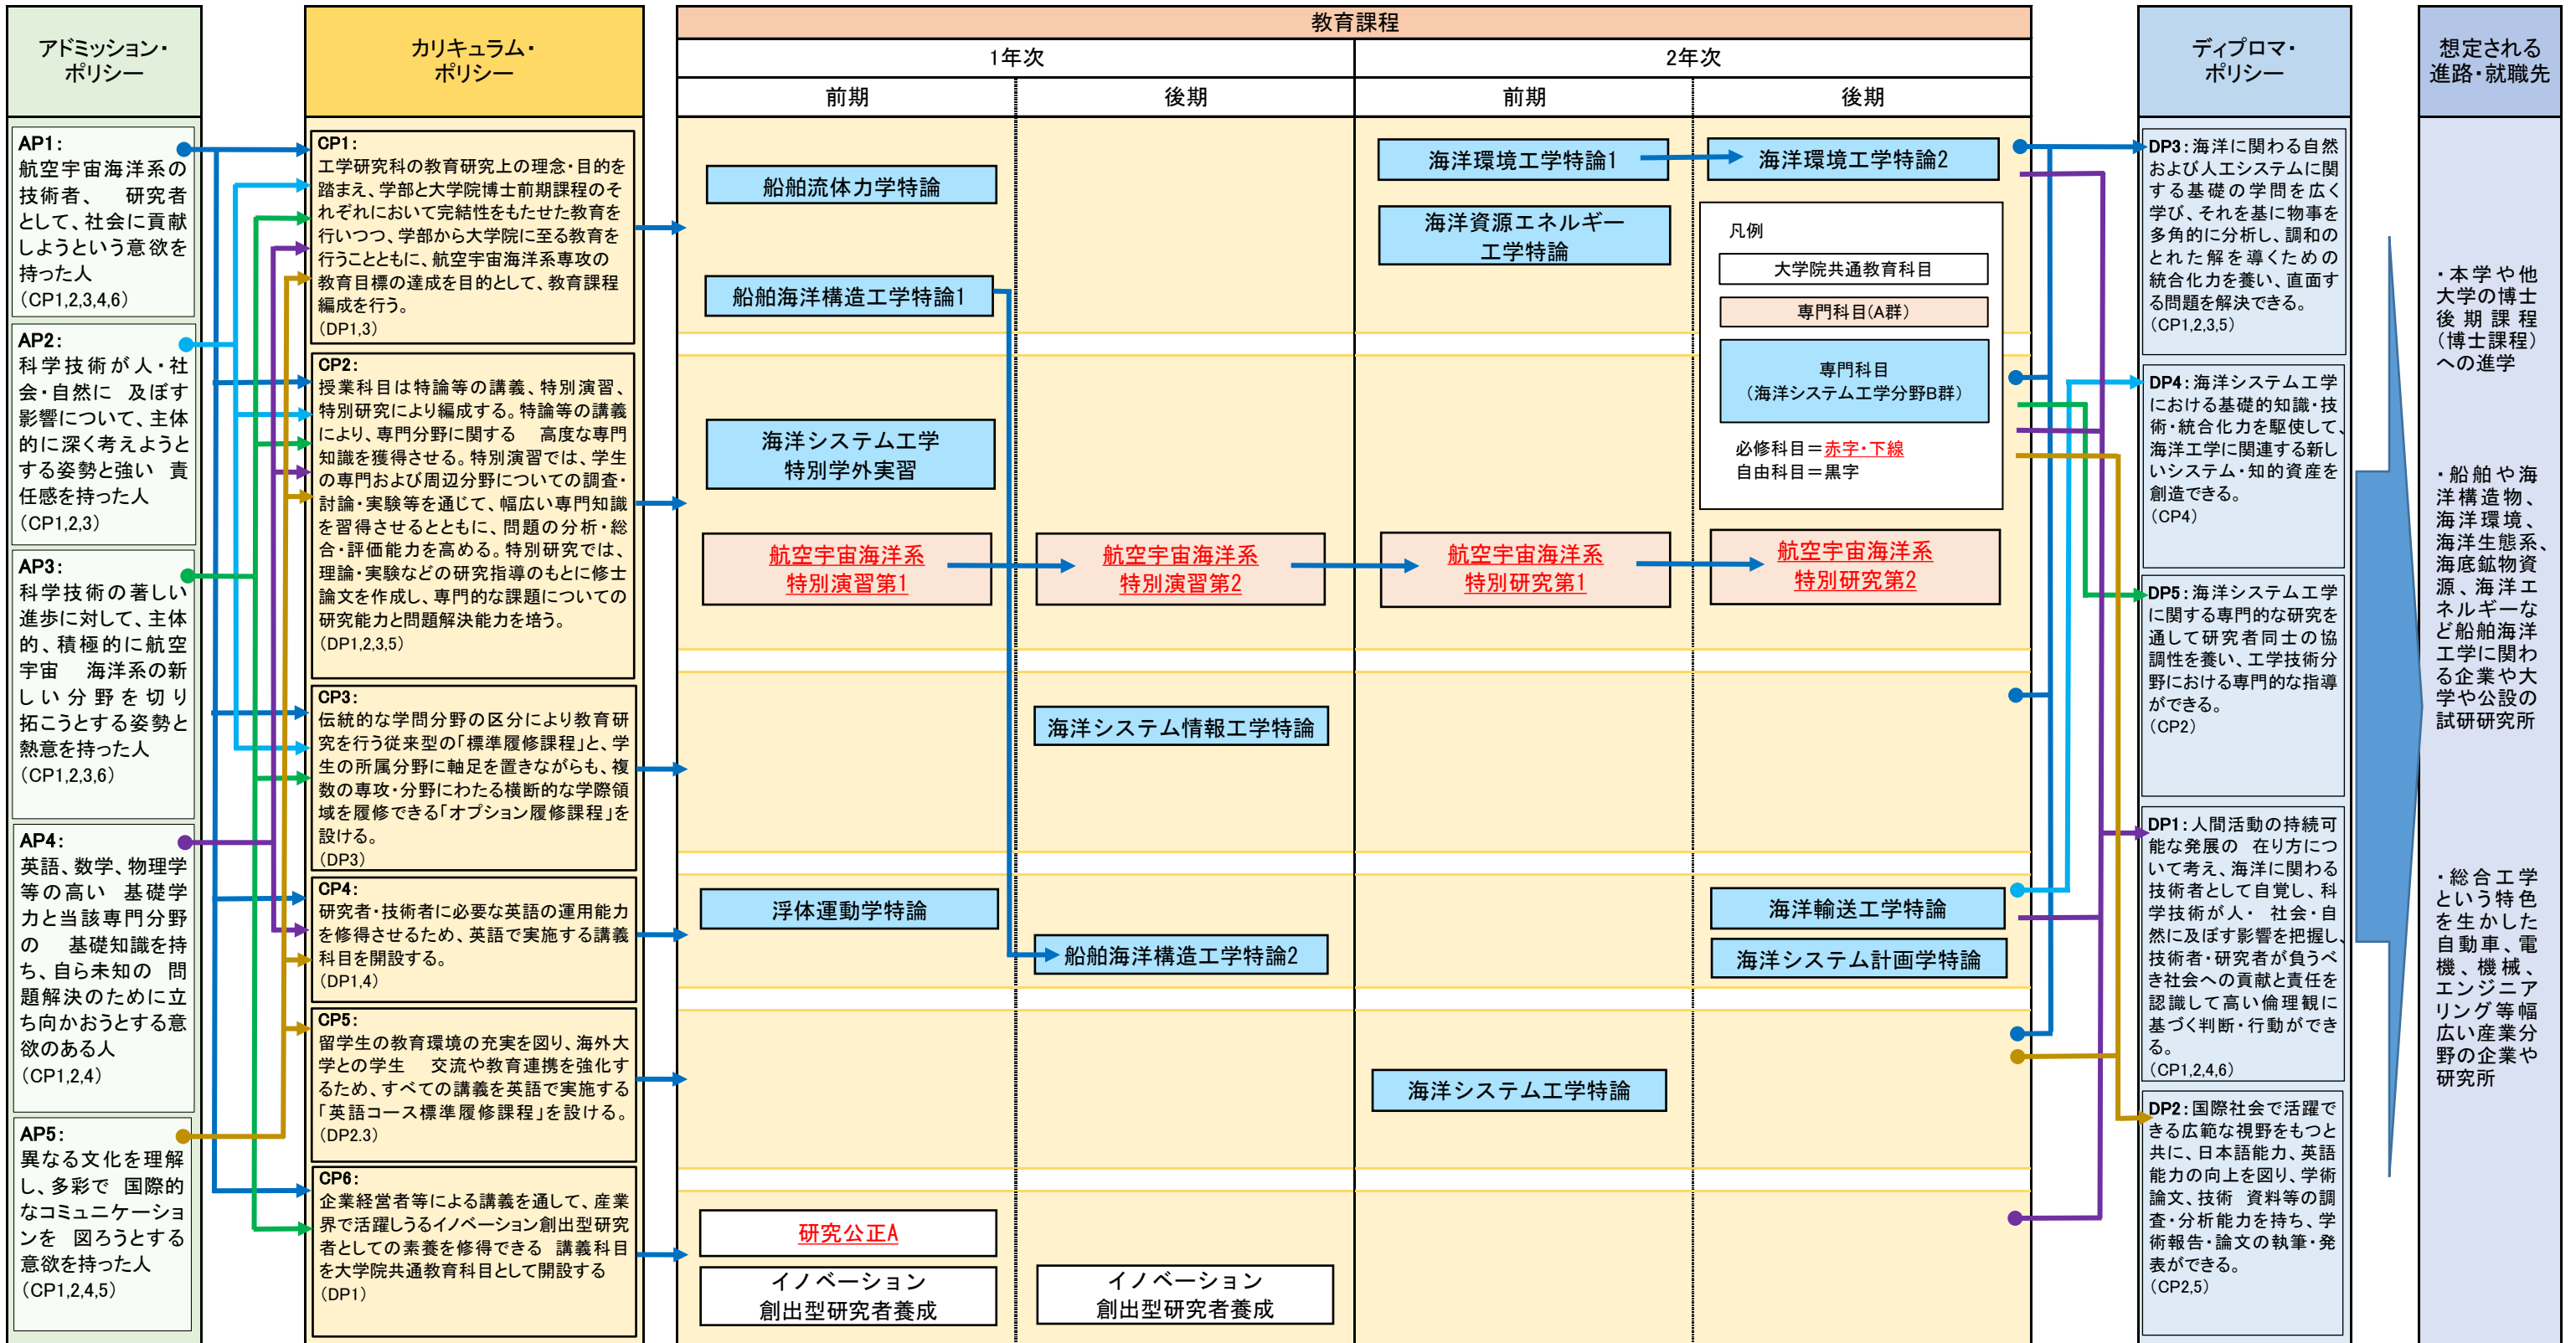 アドミッション・
ポリシー
AP1：
航空宇宙海洋系の
技術者、 研究者
として、社会に貢献
しようという意欲を
持った人
（CP1,2,3,4,6）
AP2：
科学技術が人・社
会・自然に 及ぼす
影響について、主体
的に深く考えようと
する姿勢と強い 責
任感を持った人
（CP1,2,3）
AP3：
科学技術の著しい
進歩に対して、主体
的、積極的に航空
宇宙 海洋系の新
しい分野を切り
拓こうとする姿勢と
熱意を持った人
（CP1,2,3,6）
AP4：
英語、数学、物理学
等の高い 基礎学
力と当該専門分野
の 基礎知識を持
ち、自ら未知の 問
題解決のために立
ち向かおうとする意
欲のある人
（CP1,2,4）
AP5：
異なる文化を理解
し、多彩で 国際的
なコミュニケーショ
ンを 図ろうとする
意欲を持った人
（CP1,2,4,5）
カリキュラム・
ポリシー
CP1：
工学研究科の教育研究上の理念・目的を
踏まえ、学部と大学院博士前期課程のそ
れぞれにおいて完結性をもたせた教育を
行いつつ、学部から大学院に至る教育を
行うことともに、航空宇宙海洋系専攻の
教育目標の達成を目的として、教育課程
編成を行う。
（DP1,3）
CP2：
授業科目は特論等の講義、特別演習、
特別研究により編成する。特論等の講義
により、専門分野に関する 高度な専門
知識を獲得させる。特別演習では、学生
の専門および周辺分野についての調査・
討論・実験等を通じて、幅広い専門知識
を習得させるとともに、問題の分析・総
合・評価能力を高める。特別研究では、
理論・実験などの研究指導のもとに修士
論文を作成し、専門的な課題についての
研究能力と問題解決能力を培う。
（DP1,2,3,5）
CP3：
伝統的な学問分野の区分により教育研
究を行う従来型の「標準履修課程」と、学
生の所属分野に軸足を置きながらも、複
数の専攻・分野にわたる横断的な学際領
域を履修できる「オプション履修課程」を
設ける。
（DP3）
CP4：
研究者・技術者に必要な英語の運用能力
を修得させるため、英語で実施する講義
科目を開設する。
（DP1,4）
CP5：
留学生の教育環境の充実を図り、海外大
学との学生 交流や教育連携を強化す
るため、すべての講義を英語で実施する
「英語コース標準履修課程」を設ける。
（DP2.3）
CP6：
企業経営者等による講義を通して、産業
界で活躍しうるイノベーション創出型研究
者としての素養を修得できる 講義科目
を大学院共通教育科目として開設する
（DP1）
教育課程
1年次
2年次
前期
後期
前期
後期
船舶流体力学特論
船舶海洋構造工学特論1
海洋環境工学特論1
海洋環境工学特論2
海洋資源エネルギー
工学特論
凡例
大学院共通教育科目
専門科目(A群)
専門科目
（海洋システム工学分野B群）
必修科目＝赤字・下線
自由科目＝黒字
海洋システム工学
特別学外実習
航空宇宙海洋系
特別演習第1
航空宇宙海洋系
特別演習第2
航空宇宙海洋系
特別研究第1
航空宇宙海洋系
特別研究第2
海洋システム情報工学特論
浮体運動学特論
船舶海洋構造工学特論2
海洋輸送工学特論
海洋システム計画学特論
海洋システム工学特論
研究公正A
イノベーション
創出型研究者養成
イノベーション
創出型研究者養成
ディプロマ・
ポリシー
DP3：海洋に関わる自然
および人工システムに関
する基礎の学問を広く
学び、それを基に物事を
多角的に分析し、調和の
とれた解を導くための
統合化力を養い、直面す
る問題を解決できる。
（CP1,2,3,5）
DP4：海洋システム工学
における基礎的知識・技
術・統合化力を駆使して、
海洋工学に関連する新し
いシステム・知的資産を
創造できる。
（CP4）
DP5：海洋システム工学
に関する専門的な研究を
通して研究者同士の協
調性を養い、工学技術分
野における専門的な指導
ができる。
（CP2）
DP1：人間活動の持続可
能な発展の 在り方につ
いて考え、海洋に関わる
技術者として自覚し、科
学技術が人・ 社会・自
然に及ぼす影響を把握し、
技術者・研究者が負うべ
き社会への貢献と責任を
認識して高い倫理観に
基づく判断・行動ができ
る。
（CP1,2,4,6）
DP2：国際社会で活躍で
きる広範な視野をもつと
共に、日本語能力、英語
能力の向上を図り、学術
論文、技術 資料等の調
査・分析能力を持ち、学
術報告・論文の執筆・発
表ができる。
（CP2,5）
想定される
進路・就職先
・本学や他
大学の博士
後期課程
（博士課程）
への進学
・船舶や海
洋構造物、
海洋環境、
海洋生態系、
海底鉱物資
源、海洋エ
ネルギーな
ど船舶海洋
工学に関わ
る企業や大
学や公設の
試研研究所
・総合工学
という特色
を生かした
自動車、電
機、機械、
エンジニア
リング等幅
広い産業分
野の企業や
研究所